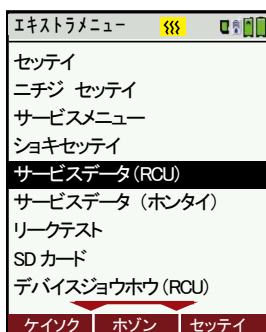 エキストラメニュー
セッテイ
ニチジ セッテイ
サービスメニュー
ショキセッテイ
サービスデータ(RCU)
サービスデータ (ホンタイ)
リークテスト
SD カード
デバイスジョウホウ(RCU)
ケイソク ホゾン セッテイ